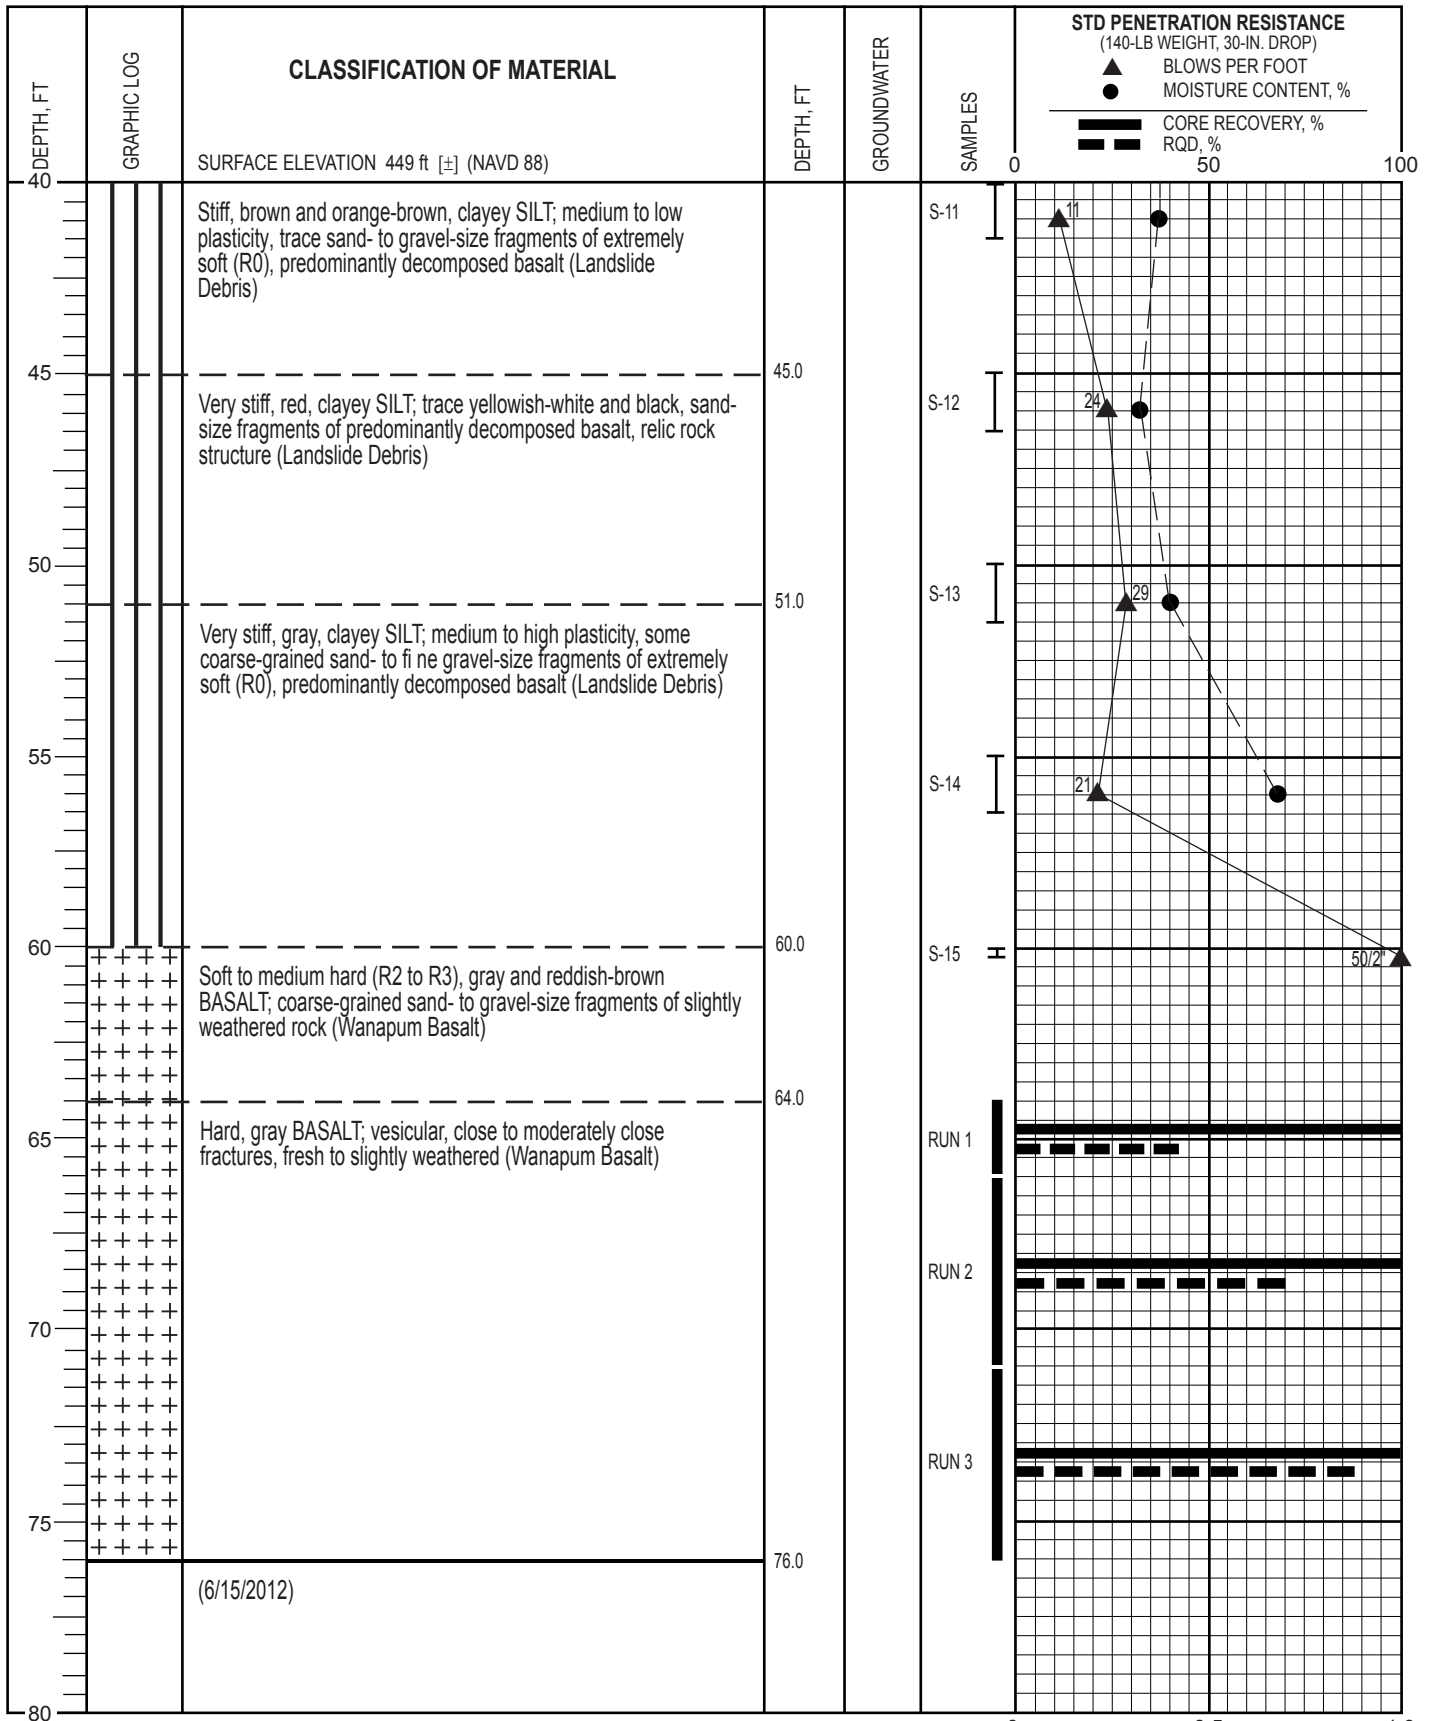 DEPTH, FT
GRAPHIC LOG
CLASSIFICATION OF MATERIAL
SURFACE ELEVATION 449 ft [±] (NAVD 88)
DEPTH, FT
GROUNDWATER
SAMPLES
STD PENETRATION RESISTANCE
(140-LB WEIGHT, 30-IN. DROP)
BLOWS PER FOOT
MOISTURE CONTENT, %
CORE RECOVERY, %
RQD, %
0 50 100
40
Stiff, brown and orange-brown, clayey SILT; medium to low
plasticity, trace sand- to gravel-size fragments of extremely
soft (R0), predominantly decomposed basalt (Landslide
Debris)
S-11
11
45
45.0
Very stiff, red, clayey SILT; trace yellowish-white and black, sand-
size fragments of predominantly decomposed basalt, relic rock
structure (Landslide Debris)
S-12
24
50
S-13
29
51.0
Very stiff, gray, clayey SILT; medium to high plasticity, some
coarse-grained sand- to fi ne gravel-size fragments of extremely
soft (R0), predominantly decomposed basalt (Landslide Debris)
55
S-14
21
60
60.0
S-15
50/2"
Soft to medium hard (R2 to R3), gray and reddish-brown
BASALT; coarse-grained sand- to gravel-size fragments of slightly
weathered rock (Wanapum Basalt)
64.0
Hard, gray BASALT; vesicular, close to moderately close
fractures, fresh to slightly weathered (Wanapum Basalt)
65
RUN 1
RUN 2
70
RUN 3
75
76.0
(6/15/2012)
80